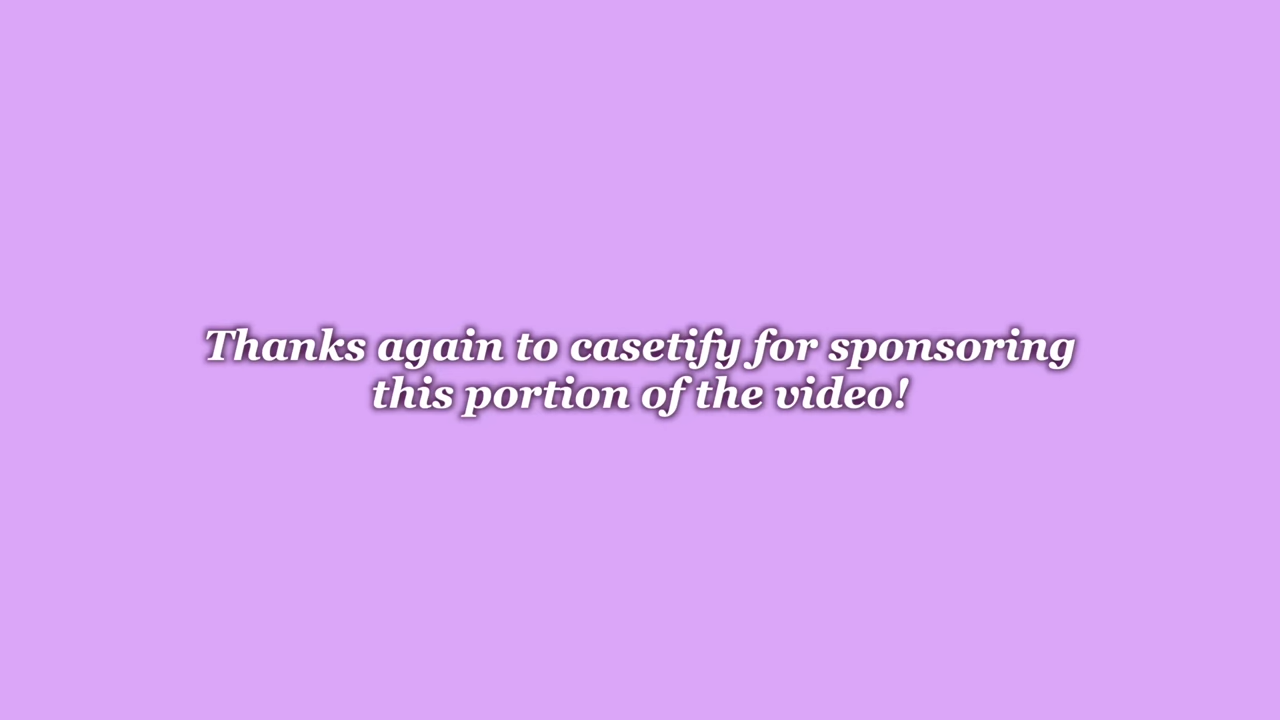 Thanks again to casetify for sponsoring
this portion of the video!